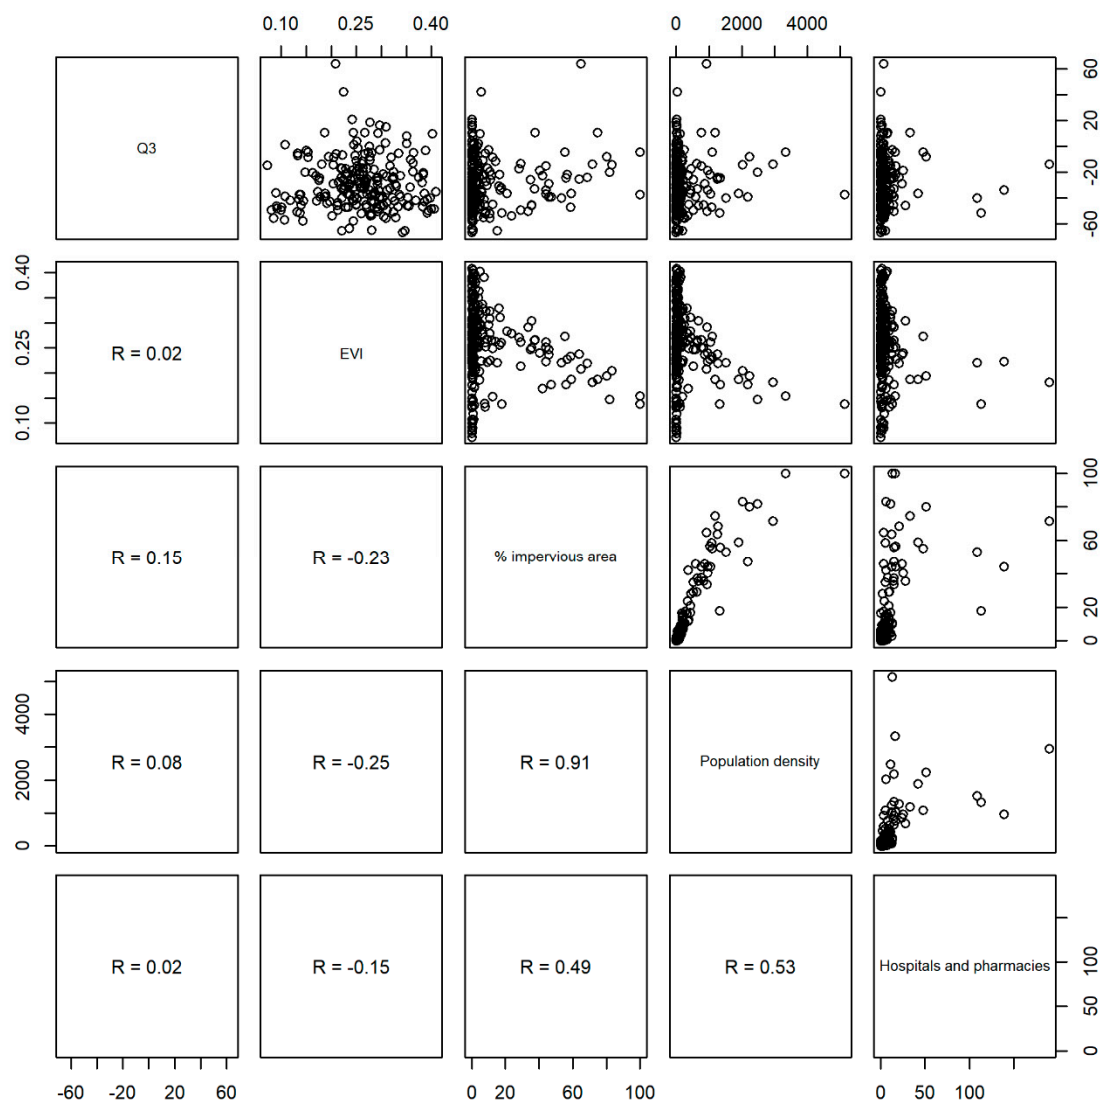 0.10 0.25 0.40 0 2000 4000
Q3
60
20
-20
-60
0.40
0.25
0.10
R = 0.02
EVI
R = 0.15
R = -0.23
% impervious area
100
60
40
20
0
4000
2000
0
R = 0.08
R = -0.25
R = 0.91
Population density
R = 0.02
R = -0.15
R = 0.49
R = 0.53
Hospitals and pharmacies
100
50
0
-60 -20 20 60 0 20 60 100 0 50 100